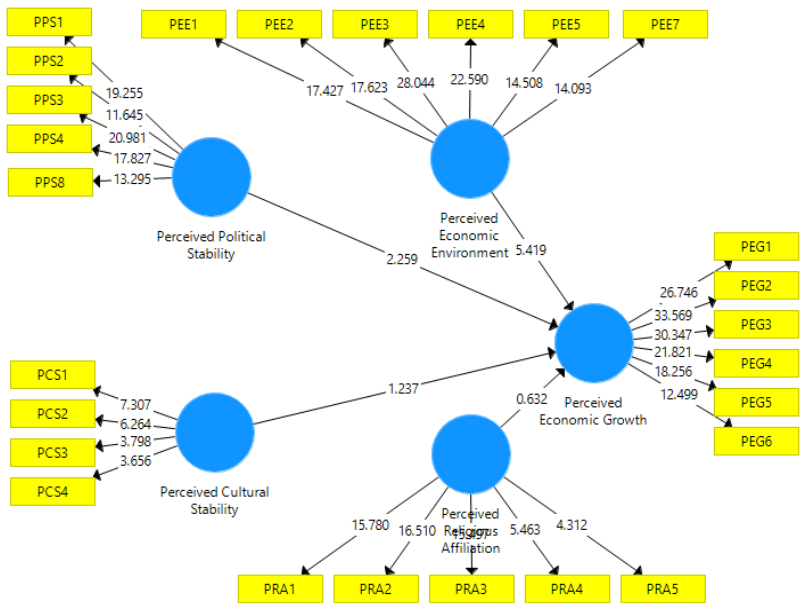 PPS1
PPS2
PPS3
PPS4
PPS8
19.255
11.645
20.981
17.827
13.295
Perceived Political
Stability
PEE1
PEE2
PEE3
PEE4
PEE5
PEE7
17.427
17.623
28.044
22.590
14.508
14.093
Perceived
Economic
Environment
5.419
2.259
PEG1
PEG2
PEG3
PEG4
PEG5
PEG6
26.746
33.569
30.347
21.821
18.256
12.499
Perceived
Economic Growth
PCS1
PCS2
PCS3
PCS4
7.307
6.264
3.798
3.656
Perceived Cultural
Stability
1.237
0.632
Perceived
Religious
Affiliation
15.780
16.510
15.497
5.463
4.312
PRA1
PRA2
PRA3
PRA4
PRA5